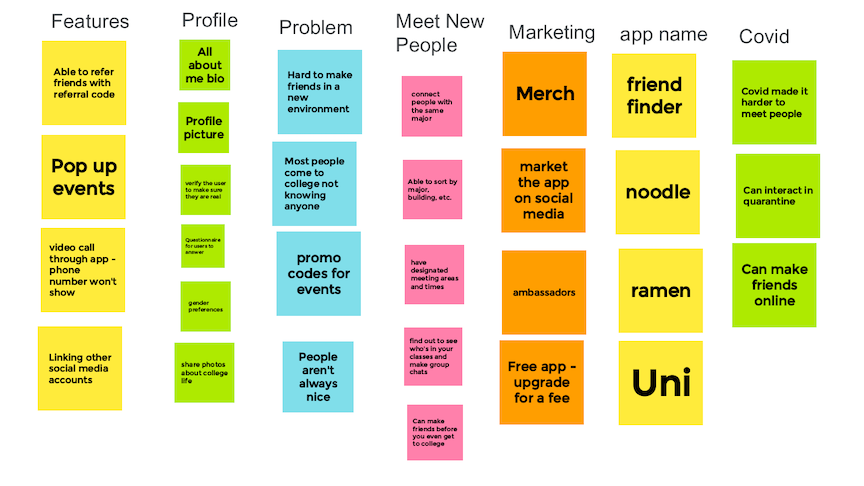 Features
Able to refer
friends with
referral code
Pop up
events
video call
through app -
phone
number won't
show
Linking other
social media
accounts
Profile
All
about
me bio
Profile
picture
verify the user
to make sure
they are real
Questionnaire
for users to
answer
gender
preferences
share photos
about college
life
Problem
Hard to make
friends in a
new
environment
Most people
come to
college not
knowing
anyone
promo
codes for
events
People
aren't
always
nice
Meet New
People
connect
people with
the same
major
Able to sort by
major,
building, etc.
have
designated
meeting areas
and times
find out to see
who's in your
classes and
make group
chats
Can make
friends before
you even get
to college
Marketing
Merch
market
the app
on social
media
ambassadors
Free app -
upgrade
for a fee
app name
friend
finder
noodle
ramen
Uni
Covid
Covid made it
harder to
meet people
Can interact in
quarantine
Can make
friends
online